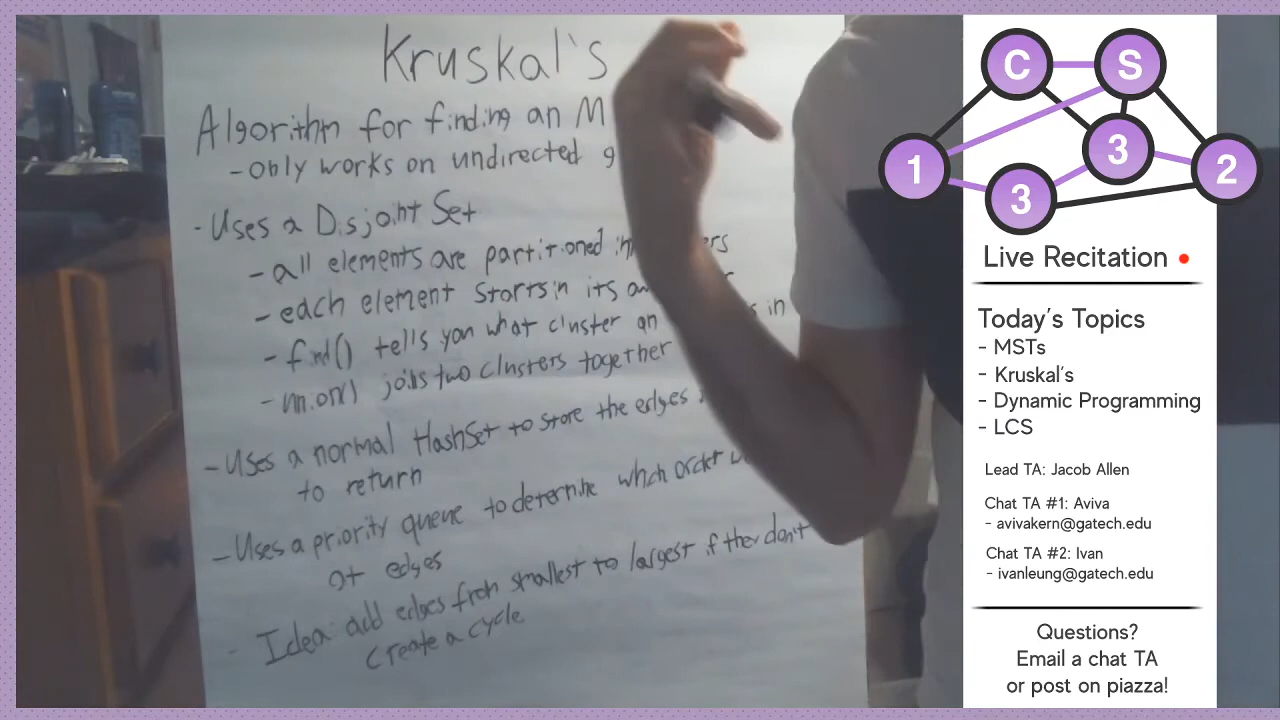 Kruskal's
Algorithm for finding an M
- only works on undirected g
- Uses a Disjoint Set
- all elements are partitioned in ers
- each element starts in its
- find() tells you what cluster an in
- union() joins two clusters together
- Uses a normal HashSet to store the edges
to return
- Uses a priority queue to determine which order
at edges
- Idea: add edges from smallest to largest if they don't
create a cycle
C
S
1
3
3
2
Live Recitation
Today's Topics
- MSTs
- Kruskal's
- Dynamic Programming
- LCS
Lead TA: Jacob Allen
Chat TA #1: Aviva
- avivakern@gatech.edu
Chat TA #2: Ivan
- ivanleung@gatech.edu
Questions?
Email a chat TA
or post on piazza!